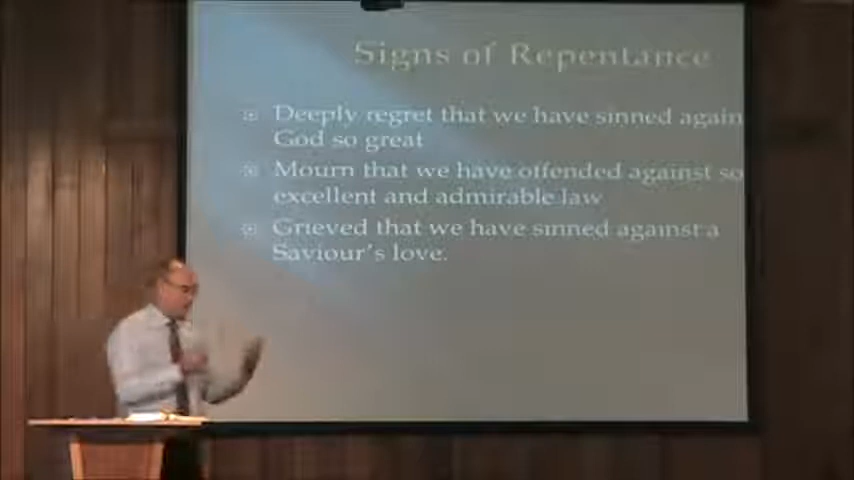 Signs of Repentance
Deeply regret that we have sinned again
God so great
Mourn that we have offended against so
excellent and admirable law
Grieved that we have sinned against a
Saviour's love.